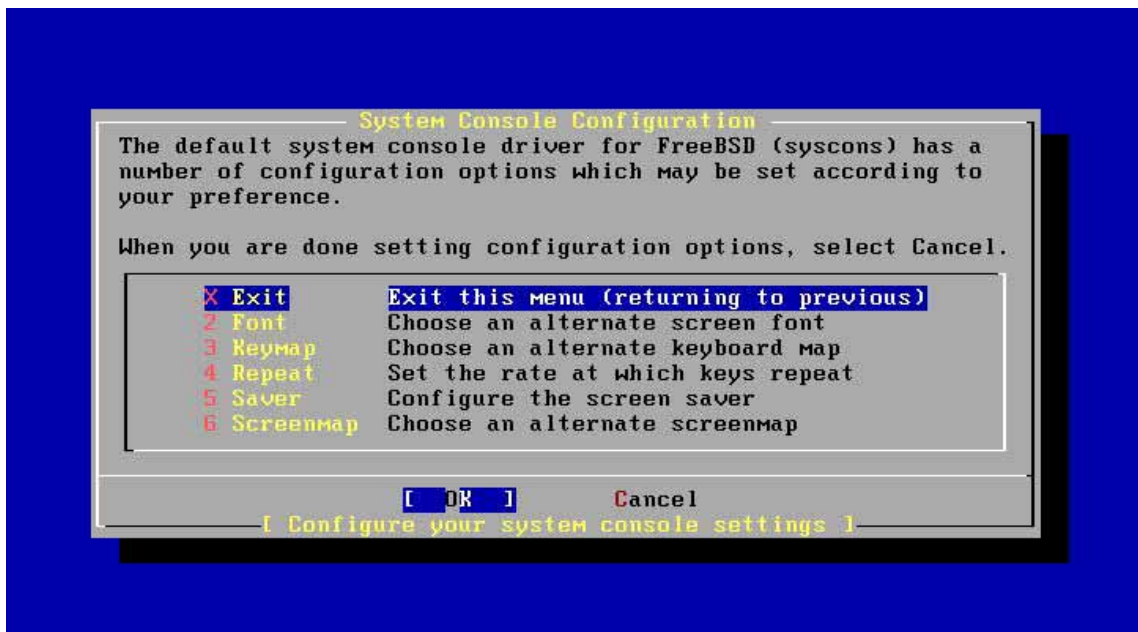 System Console Configuration
The default system console driver for FreeBSD (syscons) has a
number of configuration options which may be set according to
your preference.
When you are done setting configuration options, select Cancel.
X Exit Exit this menu (returning to previous)
2 Font Choose an alternate screen font
3 Keymap Choose an alternate keyboard map
4 Repeat Set the rate at which keys repeat
5 Saver Configure the screen saver
6 Screenmap Choose an alternate screenmap
[ OK ] Cancel
[ Configure your system console settings ]